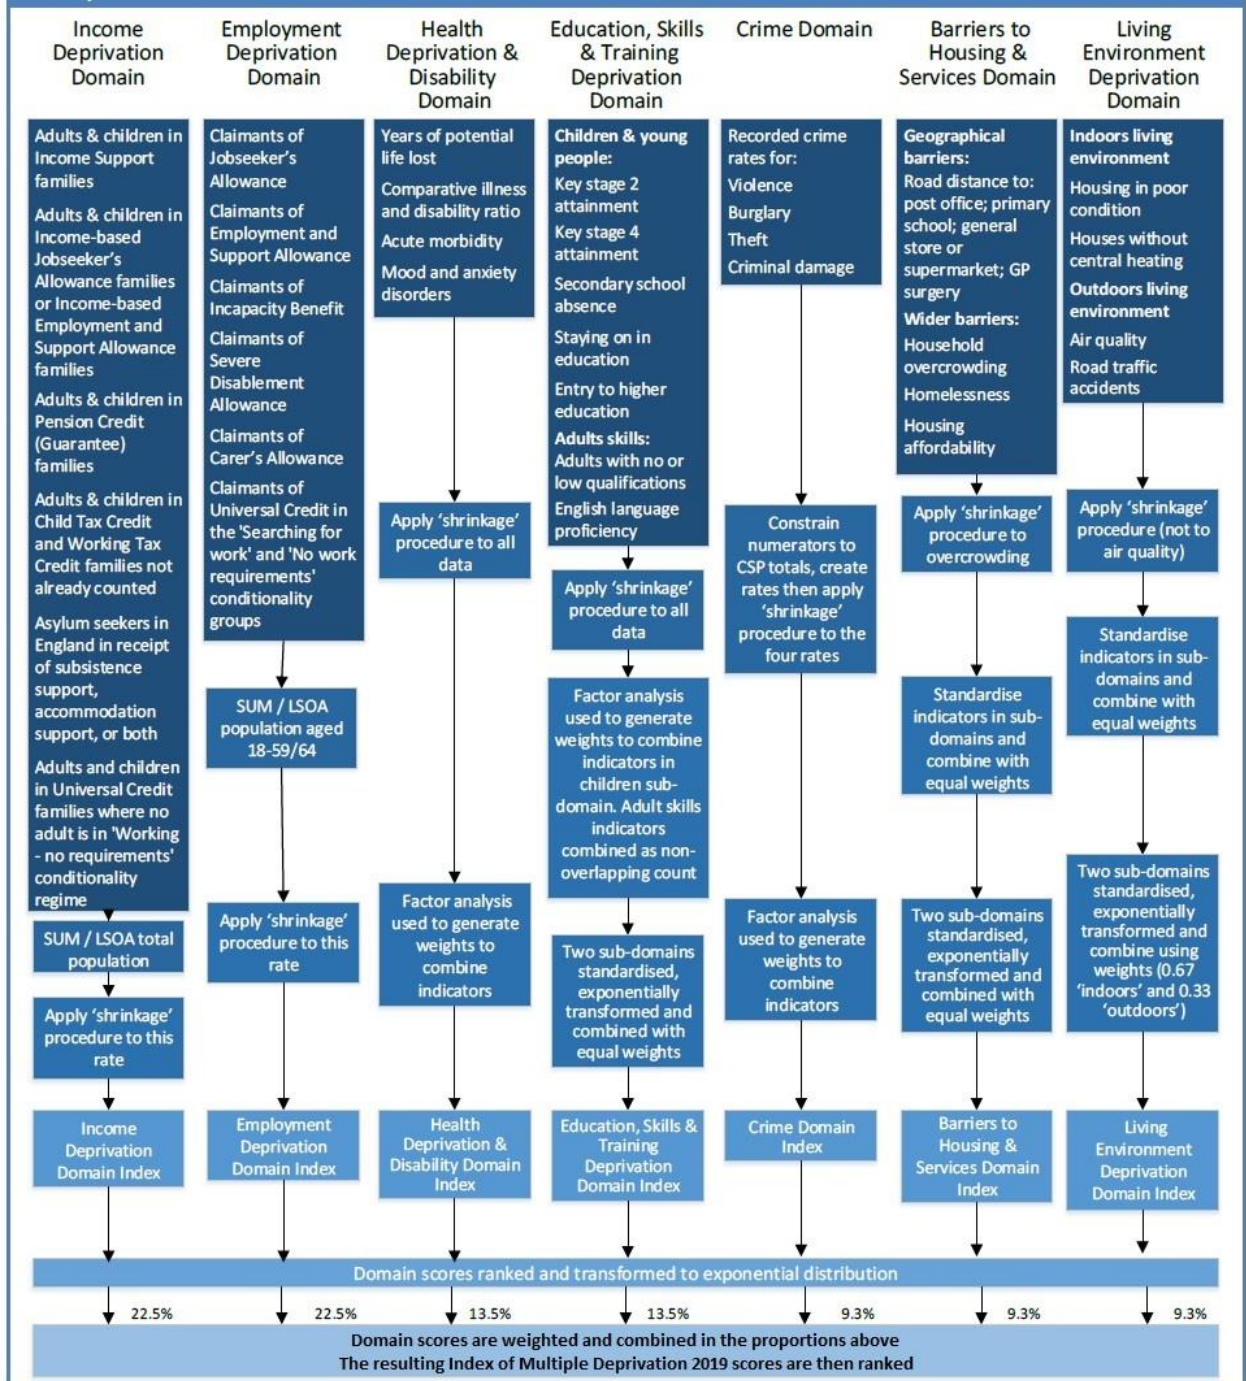 Income
Deprivation
Domain
Employment
Deprivation
Domain
Health
Deprivation &
Disability
Domain
Education, Skills
& Training
Deprivation
Domain
Crime Domain
Barriers to
Housing &
Services Domain
Living
Environment
Deprivation
Domain
Adults & children in
Income Support
families
Adults & children in
Income-based
Jobseeker's
Allowance families
or Income-based
Employment and
Support Allowance
families
Adults & children in
Pension Credit
(Guarantee)
families
Adults & children in
Child Tax Credit
and Working Tax
Credit families not
already counted
Asylum seekers in
England in receipt
of subsistence
support,
accommodation
support, or both
Adults and children
in Universal Credit
families where no
adult is in 'Working
- no requirements'
conditionality
regime
SUM / LSOA total
population
Apply 'shrinkage'
procedure to this
rate
Income
Deprivation
Domain Index
Claimants of
Jobseeker's
Allowance
Claimants of
Employment and
Support Allowance
Claimants of
Incapacity Benefit
Claimants of
Severe
Disablement
Allowance
Claimants of
Carer's Allowance
Claimants of
Universal Credit in
the 'Searching for
work' and 'No work
requirements'
conditionality
groups
SUM / LSOA
population aged
18-59/64
Apply 'shrinkage'
procedure to this
rate
Employment
Deprivation
Domain Index
Years of potential
life lost
Comparative illness
and disability ratio
Acute morbidity
Mood and anxiety
disorders
Apply 'shrinkage'
procedure to all
data
Factor analysis
used to generate
weights to
combine
indicators
Health
Deprivation &
Disability Domain
Index
Children & young
people:
Key stage 2
attainment
Key stage 4
attainment
Secondary school
absence
Staying on in
education
Entry to higher
education
Adults skills:
Adults with no or
low qualifications
English language
proficiency
Apply 'shrinkage'
procedure to all
data
Factor analysis
used to generate
weights to combine
indicators in
children sub-
domain. Adult skills
indicators
combined as non-
overlapping count
Two sub-domains
standardised,
exponentially
transformed and
combined with
equal weights
Education, Skills &
Training
Deprivation
Domain Index
Recorded crime
rates for:
Violence
Burglary
Theft
Criminal damage
Constrain
numerators to
CSP totals, create
rates then apply
'shrinkage'
procedure to the
four rates
Factor analysis
used to generate
weights to
combine
indicators
Crime Domain
Index
Geographical
barriers:
Road distance to:
post office; primary
school; general
store or
supermarket; GP
surgery
Wider barriers:
Household
overcrowding
Homelessness
Housing
affordability
Apply 'shrinkage'
procedure to
overcrowding
Standardise
indicators in sub-
domains and
combine with
equal weights
Two sub-domains
standardised,
exponentially
transformed and
combined with
equal weights
Barriers to
Housing &
Services Domain
Index
Indoors living
environment
Housing in poor
condition
Houses without
central heating
Outdoors living
environment
Air quality
Road traffic
accidents
Apply 'shrinkage'
procedure (not to
air quality)
Standardise
indicators in sub-
domains and
combine with
equal weights
Two sub-domains
standardised,
exponentially
transformed and
combine using
weights (0.67
'indoors' and 0.33
'outdoors')
Living
Environment
Deprivation
Domain Index
Domain scores ranked and transformed to exponential distribution
22.5% 22.5% 13.5% 13.5% 9.3% 9.3% 9.3%
Domain scores are weighted and combined in the proportions above
The resulting Index of Multiple Deprivation 2019 scores are then ranked